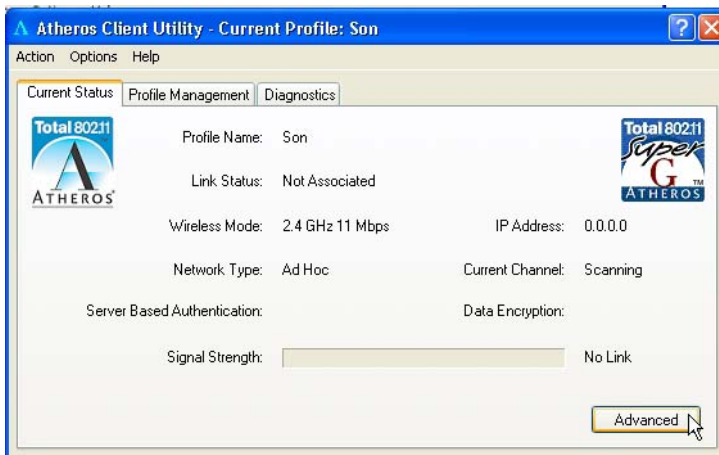 Atheros Client Utility - Current Profile: Son
Action Options Help
Current Status Profile Management Diagnostics
Total 802.11
ATHEROS
Total 802.11
Super
G TM
ATHEROS
Profile Name: Son
Link Status: Not Associated
Wireless Mode: 2.4 GHz 11 Mbps IP Address: 0.0.0.0
Network Type: Ad Hoc Current Channel: Scanning
Server Based Authentication: Data Encryption:
Signal Strength: No Link
Advanced